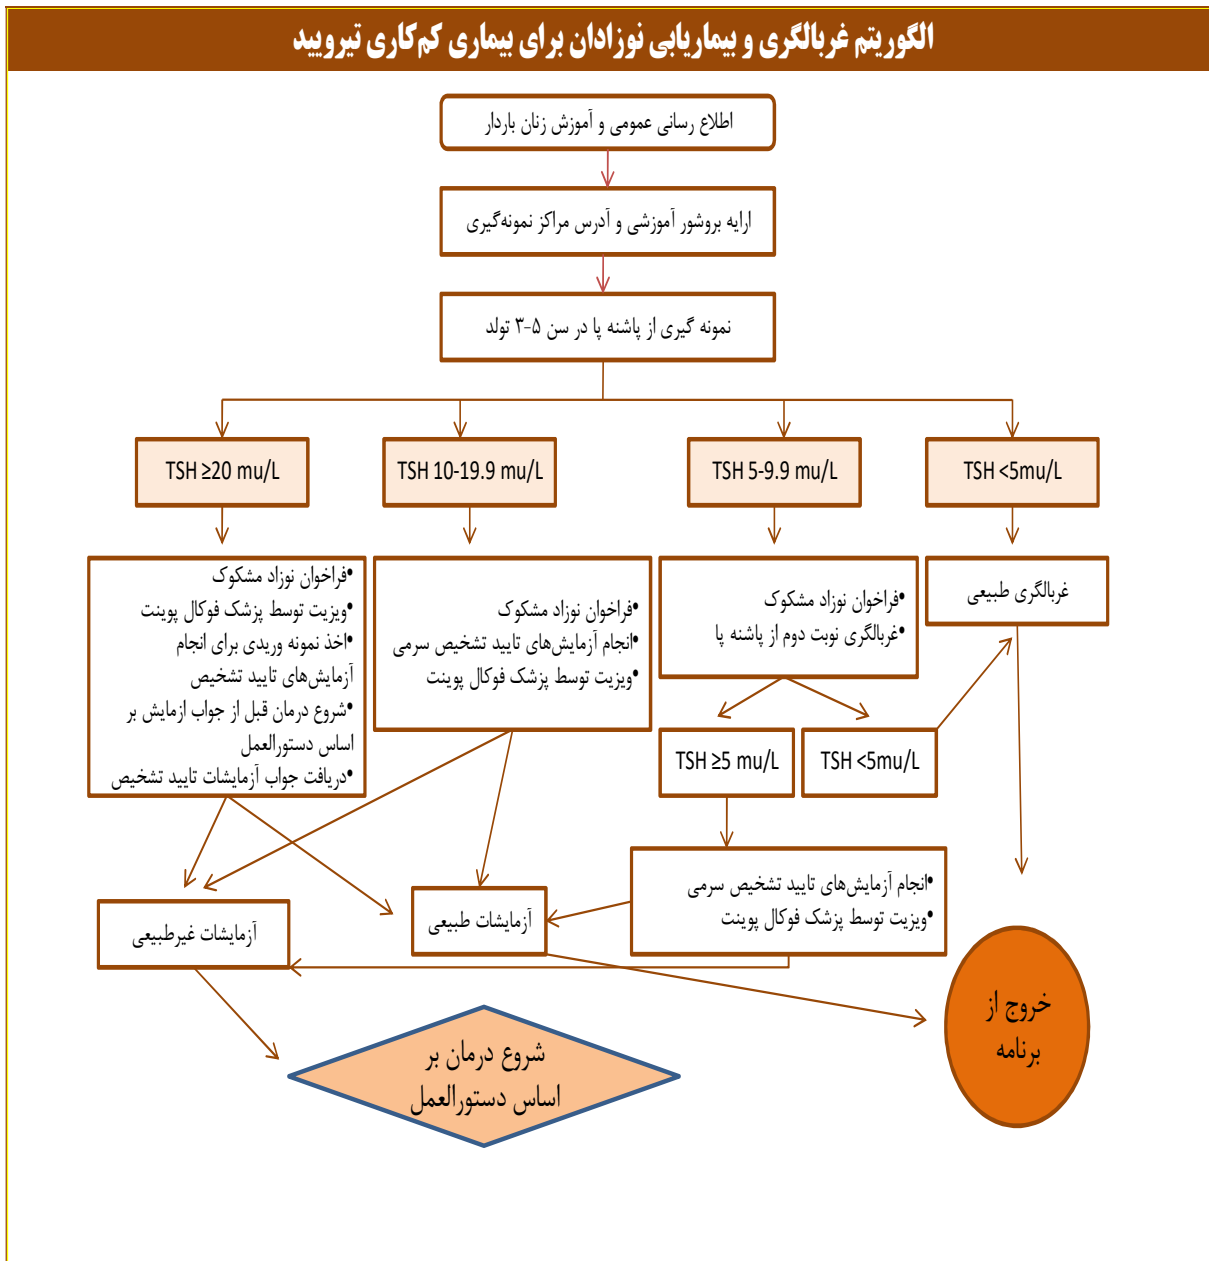 الگوریتم غربالگری و بیماریابی نوزادان برای بیماری کم‌کاری تیرویید
اطلاع رسانی عمومی و آموزش زنان باردار
ارایه بروشور آموزشی و آدرس مراکز نمونه‌گیری
نمونه گیری از پاشنه پا در سن ۵-۳ تولد
TSH <5mu/L
TSH 5-9.9 mu/L
TSH 10-19.9 mu/L
TSH ≥20 mu/L
غربالگری طبیعی
•فراخوان نوزاد مشکوک
•غربالگری نوبت دوم از پاشنه پا
•فراخوان نوزاد مشکوک
•انجام آزمایش‌های تایید تشخیص سرمی
•ویزیت توسط پزشک فوکال پوینت
•فراخوان نوزاد مشکوک
•ویزیت توسط پزشک فوکال پوینت
•اخذ نمونه وریدی برای انجام
آزمایش‌های تایید تشخیص
•شروع درمان قبل از جواب ازمایش بر
اساس دستورالعمل
•دریافت جواب آزمایشات تایید تشخیص
TSH <5mu/L
TSH ≥5 mu/L
•انجام آزمایش‌های تایید تشخیص سرمی
•ویزیت توسط پزشک فوکال پوینت
آزمایشات طبیعی
آزمایشات غیرطبیعی
خروج از
برنامه
شروع درمان بر
اساس دستورالعمل